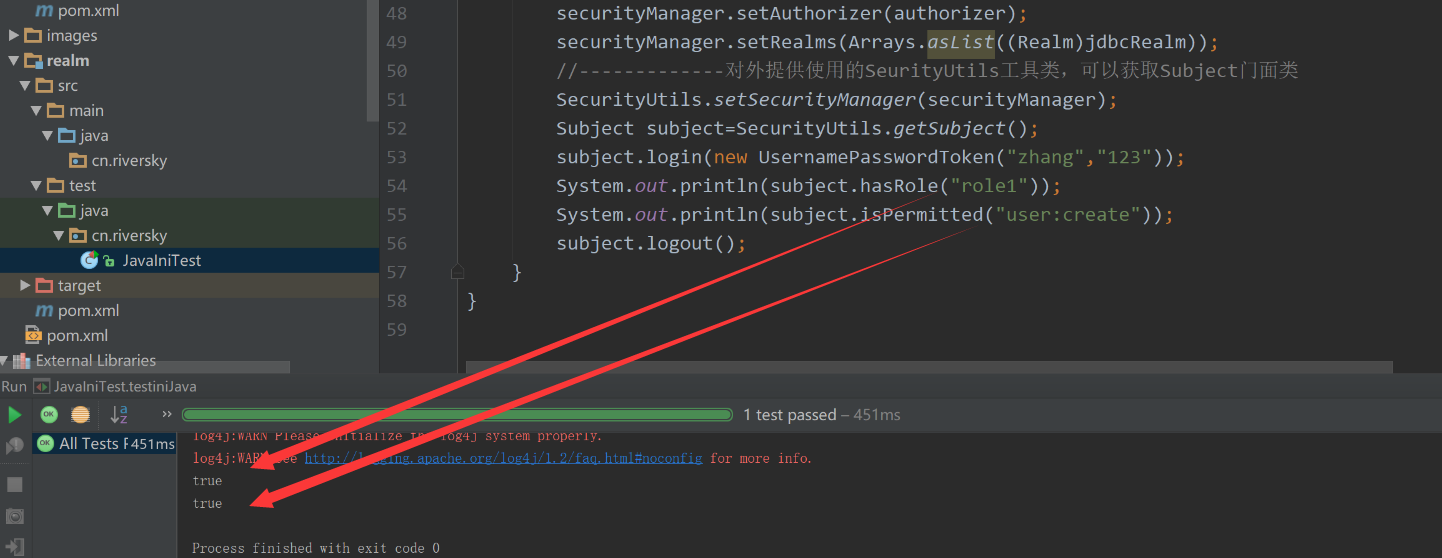 pom.xml
images
realm
src
main
java
cn.riversky
test
java
cn.riversky
JavaIniTest
target
pom.xml
pom.xml
External Libraries
48 securityManager.setAuthorizer(authorizer);
49 securityManager.setRealms(Arrays.asList((Realm)jdbcRealm));
50 //-------------对外提供使用的SeurityUtils工具类，可以获取Subject门面类
51 SecurityUtils.setSecurityManager(securityManager);
52 Subject subject=SecurityUtils.getSubject();
53 subject.login(new UsernamePasswordToken("zhang","123"));
54 System.out.println(subject.hasRole("role1"));
55 System.out.println(subject.isPermitted("user:create"));
56 subject.logout();
57 }
58 }
59
Run JavaIniTest.testiniJava
OK
a
z
»
1 test passed – 451ms
OK All Tests P 451ms
log4j:WARN Please initialize the log4j system properly.
log4j:WARN See http://logging.apache.org/log4j/1.2/faq.html#noconfig for more info.
true
true
Process finished with exit code 0